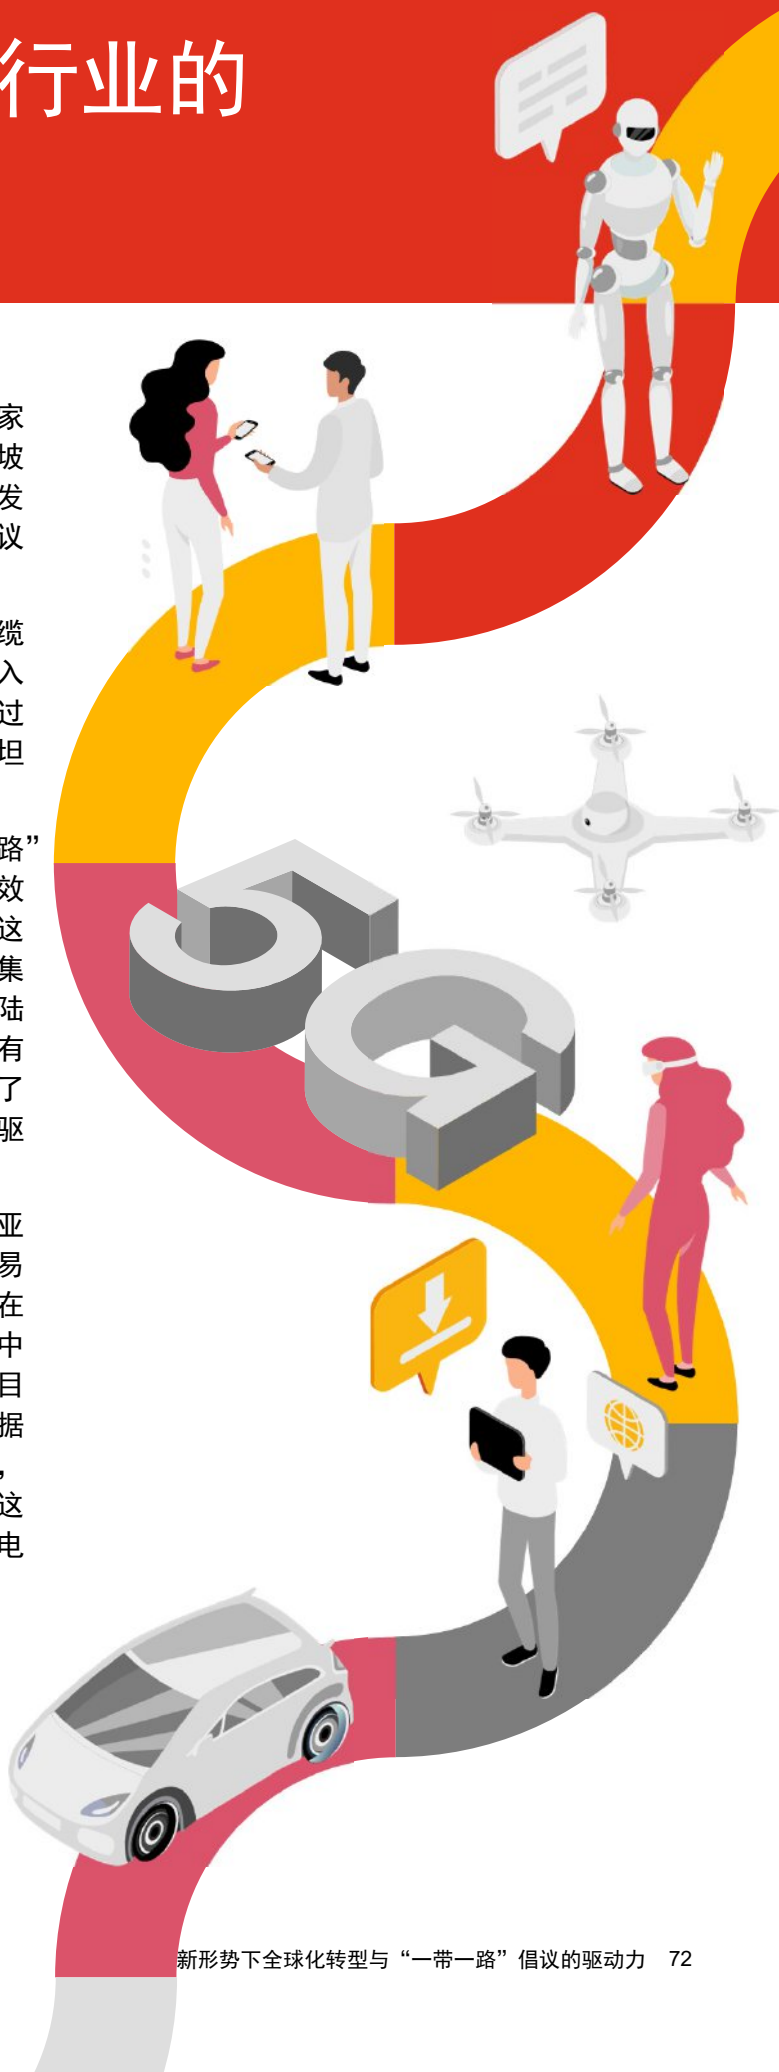 行业的
家
坡
发
议
缆
入
过
坦
路”
效
这
集
陆
有
了
驱
亚
易
在
中
目
据
，
这
电
5G
新形势下全球化转型与“一带一路”倡议的驱动力 72